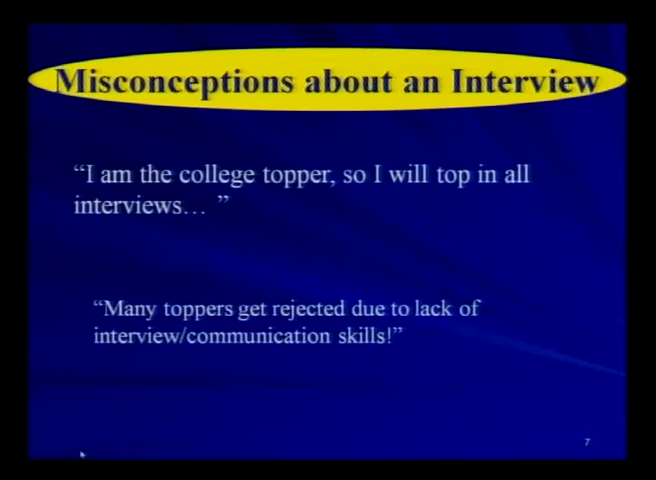 Misconceptions about an Interview
“I am the college topper, so I will top in all
interviews… ”
“Many toppers get rejected due to lack of
interview/communication skills!”
7